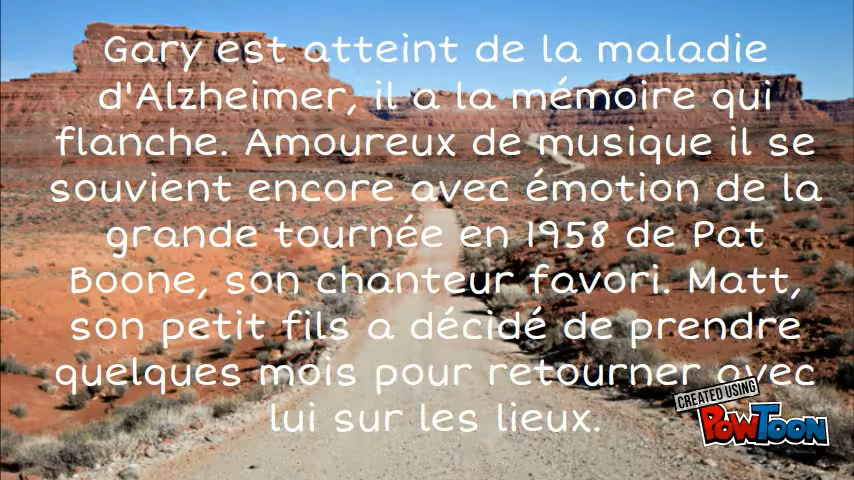 Gary est atteint de la maladie
d'Alzheimer, il a la mémoire qui
flanche. Amoureux de musique il se
souvient encore avec émotion de la
grande tournée en 1958 de Pat
Boone, son chanteur favori. Matt,
son petit fils a décidé de prendre
quelques mois pour retourner avec
lui sur les lieux.
CREATED USING
POWTOON